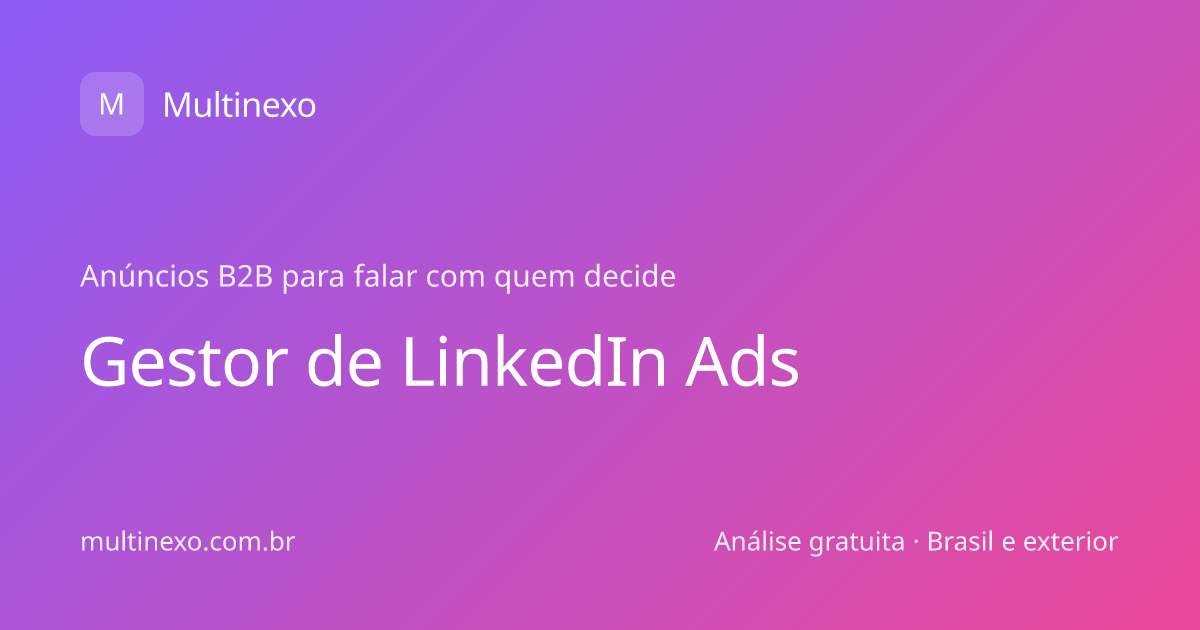 M
Multinexo
Anúncios B2B para falar com quem decide
Gestor de LinkedIn Ads
multinexo.com.br
Análise gratuita · Brasil e exterior